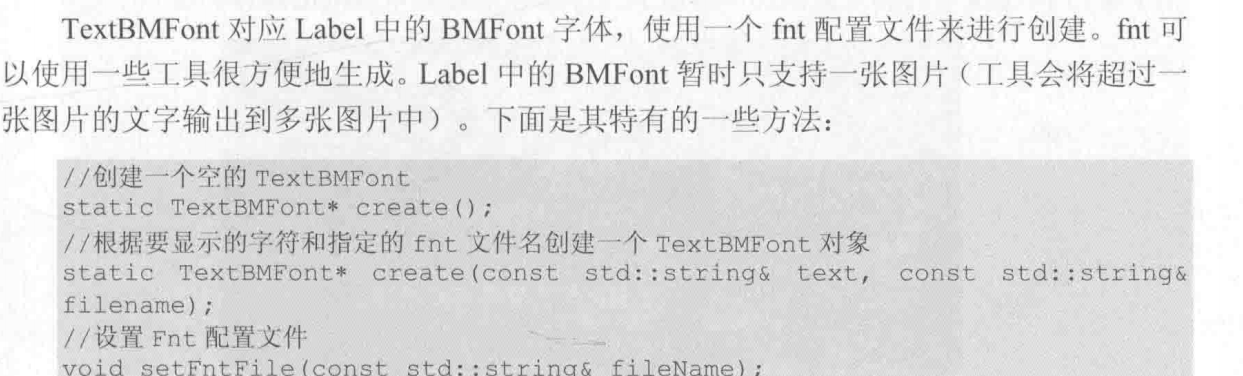 TextBMFont 对应 Label 中的 BMFont 字体，使用一个 fnt 配置文件来进行创建。fnt 可
以使用一些工具很方便地生成。Label 中的 BMFont 暂时只支持一张图片（工具会将超过一
张图片的文字输出到多张图片中）。下面是其特有的一些方法：
//创建一个空的 TextBMFont
static TextBMFont* create();
//根据要显示的字符和指定的 fnt 文件名创建一个 TextBMFont 对象
static TextBMFont* create(const std::string& text, const std::string&
filename);
//设置 Fnt 配置文件
void setFntFile(const std::string& fileName);